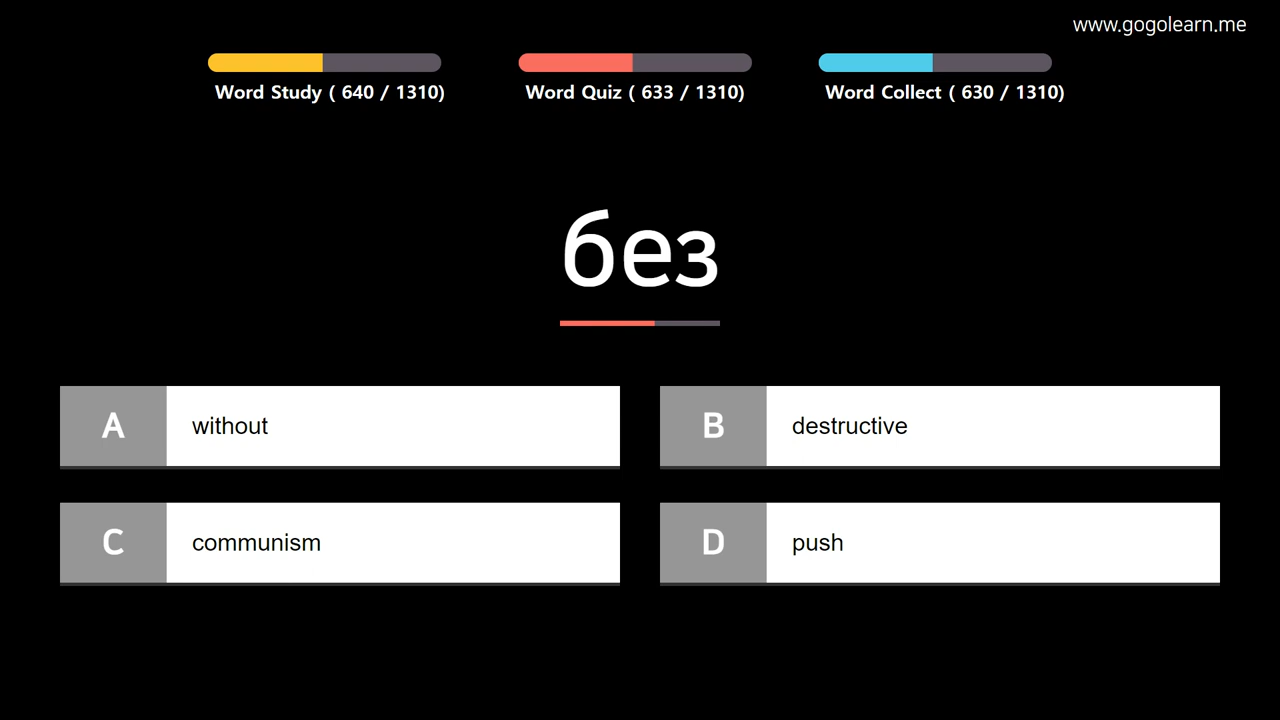 www.gogolearn.me
Word Study ( 640 / 1310)
Word Quiz ( 633 / 1310)
Word Collect ( 630 / 1310)
без
A without
B destructive
C communism
D push